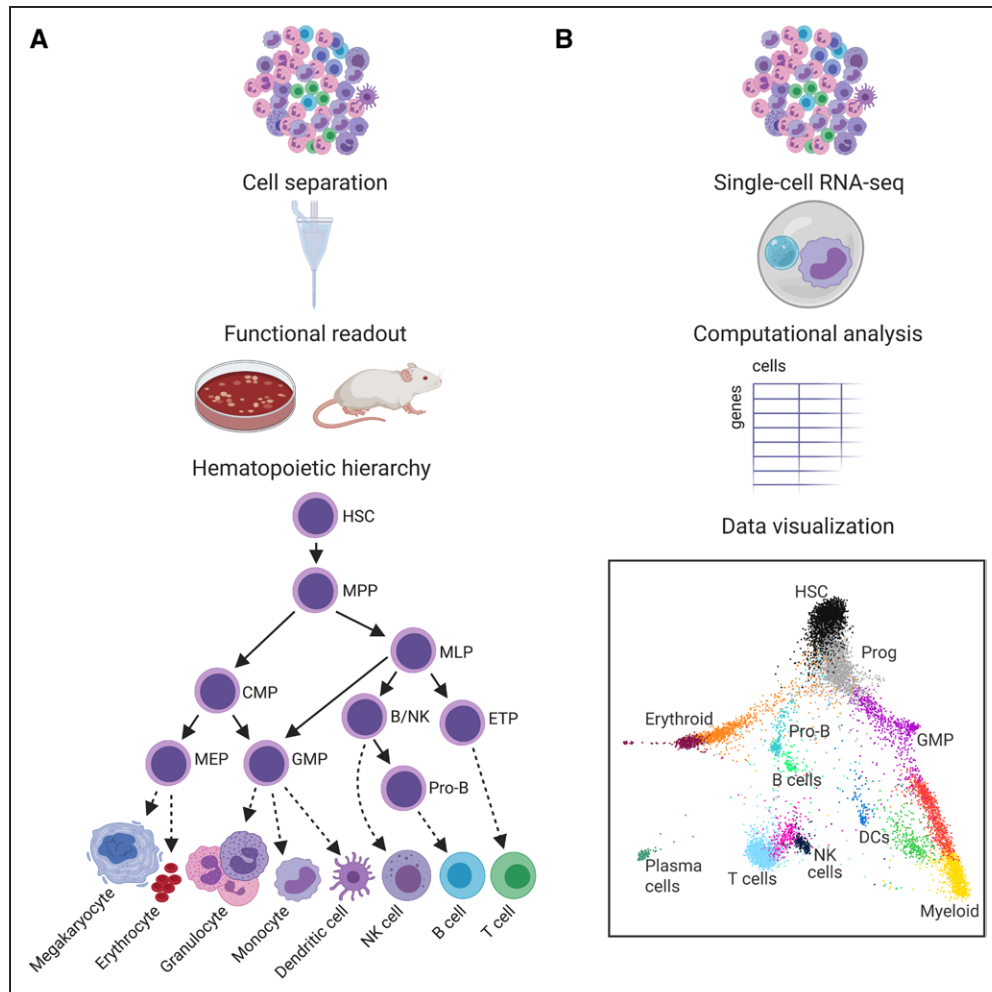 A
Cell separation
Functional readout
Hematopoietic hierarchy
HSC
MPP
MLP
CMP
B/NK
ETP
MEP
GMP
Pro-B
Megakaryocyte
Erythrocyte
Granulocyte
Monocyte
Dendritic cell
NK cell
B cell
T cell
B
Single-cell RNA-seq
Computational analysis
cells
genes
Data visualization
HSC
Prog
Erythroid
Pro-B
GMP
B cells
DCs
Plasma
cells
T cells
NK
cells
Myeloid